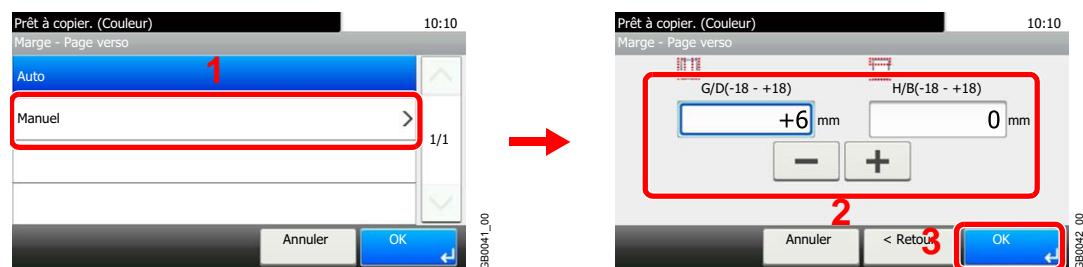 Prêt à copier. (Couleur) 10:10
Marge - Page verso
Auto
1
Manuel
1/1
Annuler OK
GB0041_00
Prêt à copier. (Couleur) 10:10
Marge - Page verso
G/D(-18 - +18) H/B(-18 - +18)
+6 mm 0 mm
2
Annuler < Retour 3 OK
GB0042_00